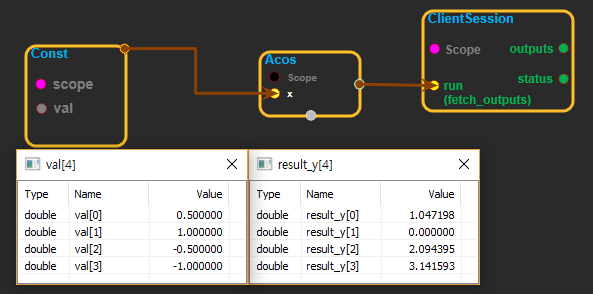 Const
scope
val
Acos
Scope
x
ClientSession
Scope
outputs
status
run
(fetch_outputs)
val[4]
Type Name Value
double val[0] 0.500000
double val[1] 1.000000
double val[2] -0.500000
double val[3] -1.000000
result_y[4]
Type Name Value
double result_y[0] 1.047198
double result_y[1] 0.000000
double result_y[2] 2.094395
double result_y[3] 3.141593